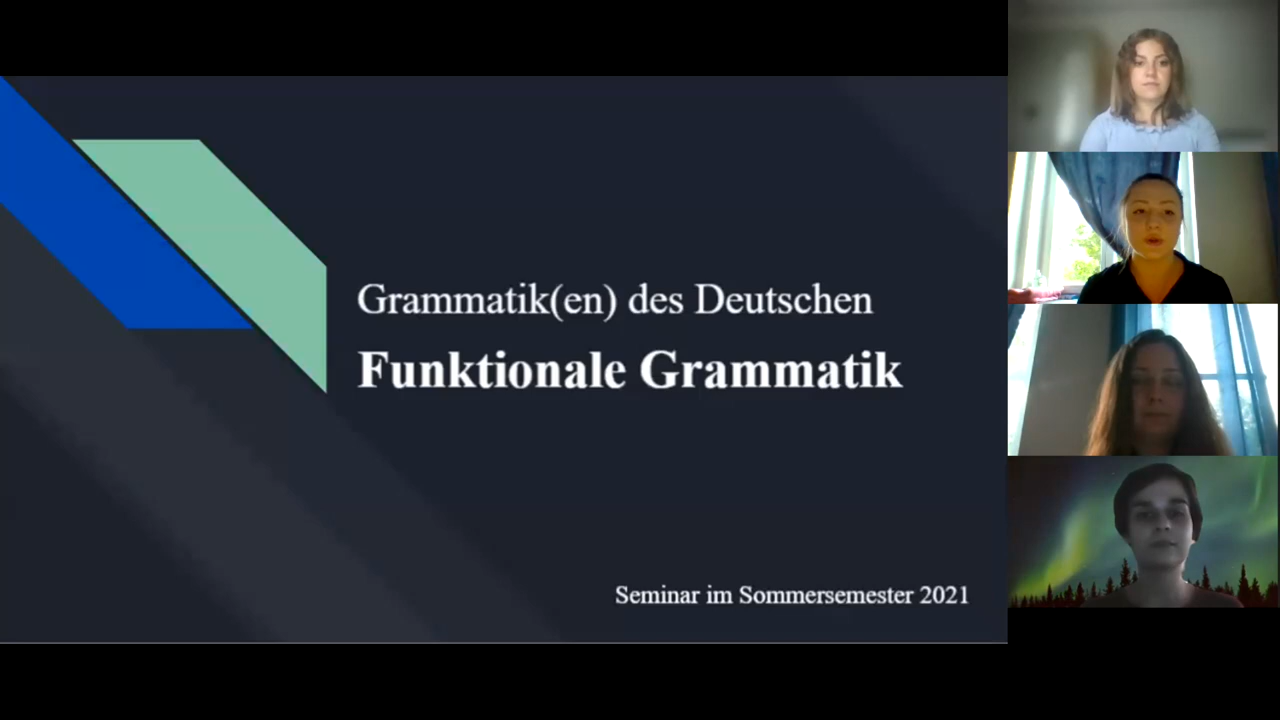 Grammatik(en) des Deutschen
Funktionale Grammatik
Seminar im Sommersemester 2021